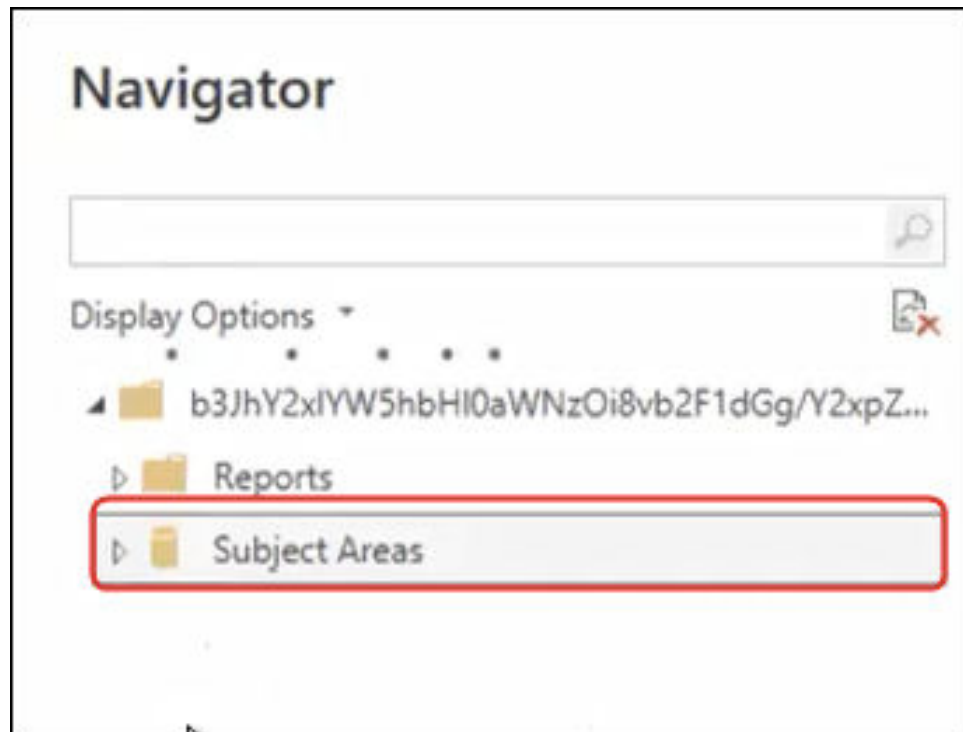 Navigator
Display Options
b3JhY2xlYW5hbHl0aWNzOi8vb2F1dGg/Y2xpZ...
Reports
Subject Areas